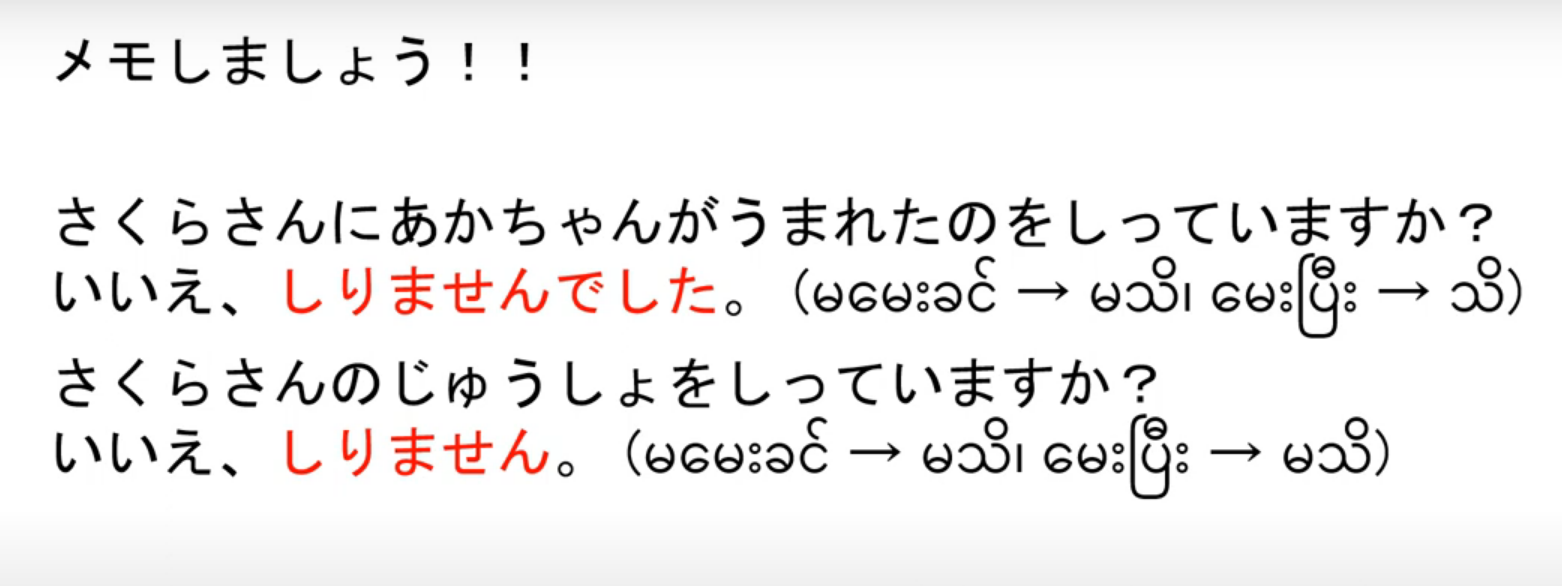 メモしましょう！！
さくらさんにあかちゃんがうまれたのをしっていますか？
いいえ、しりませんでした。（မမေးခင် → မသိ၊ မေးပြီး → သိ）
さくらさんのじゅうしょをしっていますか？
いいえ、しりません。（မမေးခင် → မသိ၊ မေးပြီး → မသိ）